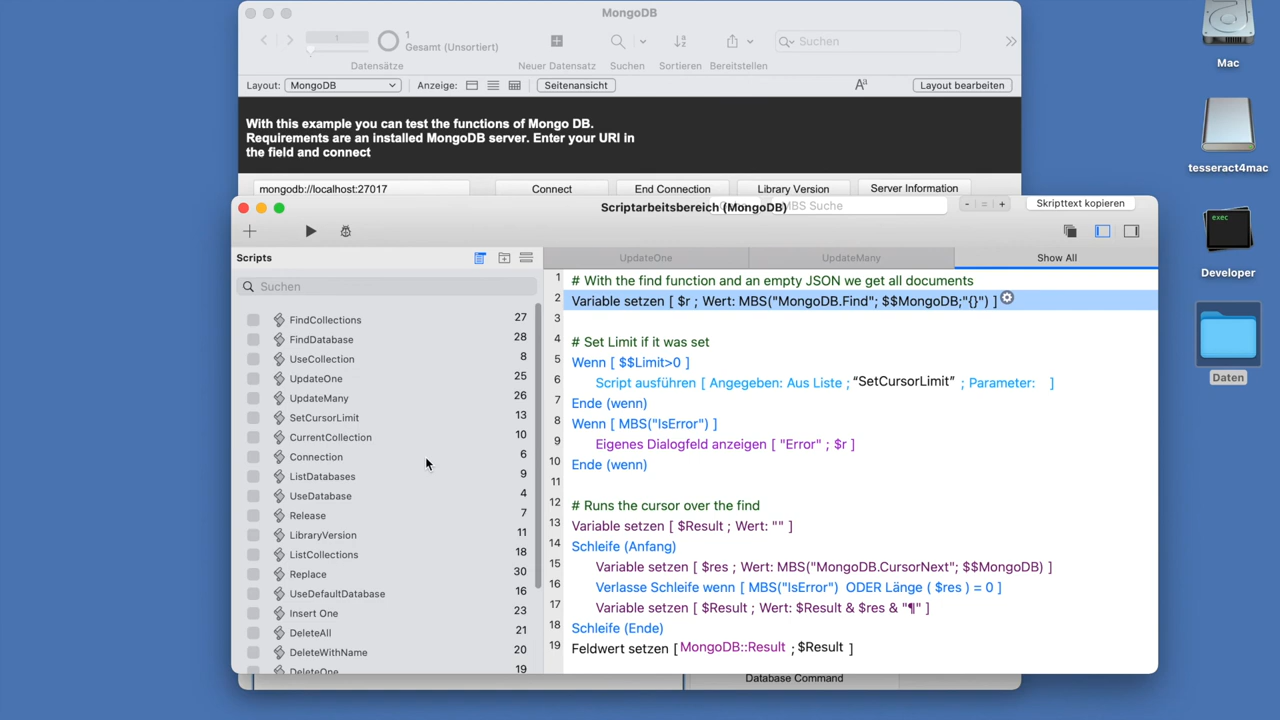 MongoDB
1
Gesamt (Unsortiert)
Datensätze
Neuer Datensatz
Suchen
Sortieren
Bereitstellen
Suchen
Layout: MongoDB
Anzeige:
Seitenansicht
Aa
Layout bearbeiten
With this example you can test the functions of Mongo DB.
Requirements are an installed MongoDB server. Enter your URI in
the field and connect
mongodb://localhost:27017
Connect
End Connection
Library Version
Server Information
Scriptarbeitsbereich (MongoDB)
MBS Suche
- = +
Skripttext kopieren
Scripts
Suchen
FindCollections 27
FindDatabase 28
UseCollection 8
UpdateOne 25
UpdateMany 26
SetCursorLimit 13
CurrentCollection 10
Connection 6
ListDatabases 9
UseDatabase 4
Release 7
LibraryVersion 11
ListCollections 18
Replace 30
UseDefaultDatabase 16
Insert One 23
DeleteAll 21
DeleteWithName 20
DeleteOne 19
UpdateOne
UpdateMany
Show All
1 # With the find function and an empty JSON we get all documents
2 Variable setzen [ $r ; Wert: MBS("MongoDB.Find"; $$MongoDB;"{}") ]
3
4 # Set Limit if it was set
5 Wenn [ $$Limit>0 ]
6 Script ausführen [ Angegeben: Aus Liste ; “SetCursorLimit” ; Parameter: ]
7 Ende (wenn)
8 Wenn [ MBS("IsError") ]
9 Eigenes Dialogfeld anzeigen [ "Error" ; $r ]
10 Ende (wenn)
11
12 # Runs the cursor over the find
13 Variable setzen [ $Result ; Wert: "" ]
14 Schleife (Anfang)
15 Variable setzen [ $res ; Wert: MBS("MongoDB.CursorNext"; $$MongoDB) ]
16 Verlasse Schleife wenn [ MBS("IsError") ODER Länge ( $res ) = 0 ]
17 Variable setzen [ $Result ; Wert: $Result & $res & "¶" ]
18 Schleife (Ende)
19 Feldwert setzen [ MongoDB::Result ; $Result ]
Database Command
Mac
tesseract4mac
exec
Developer
Daten